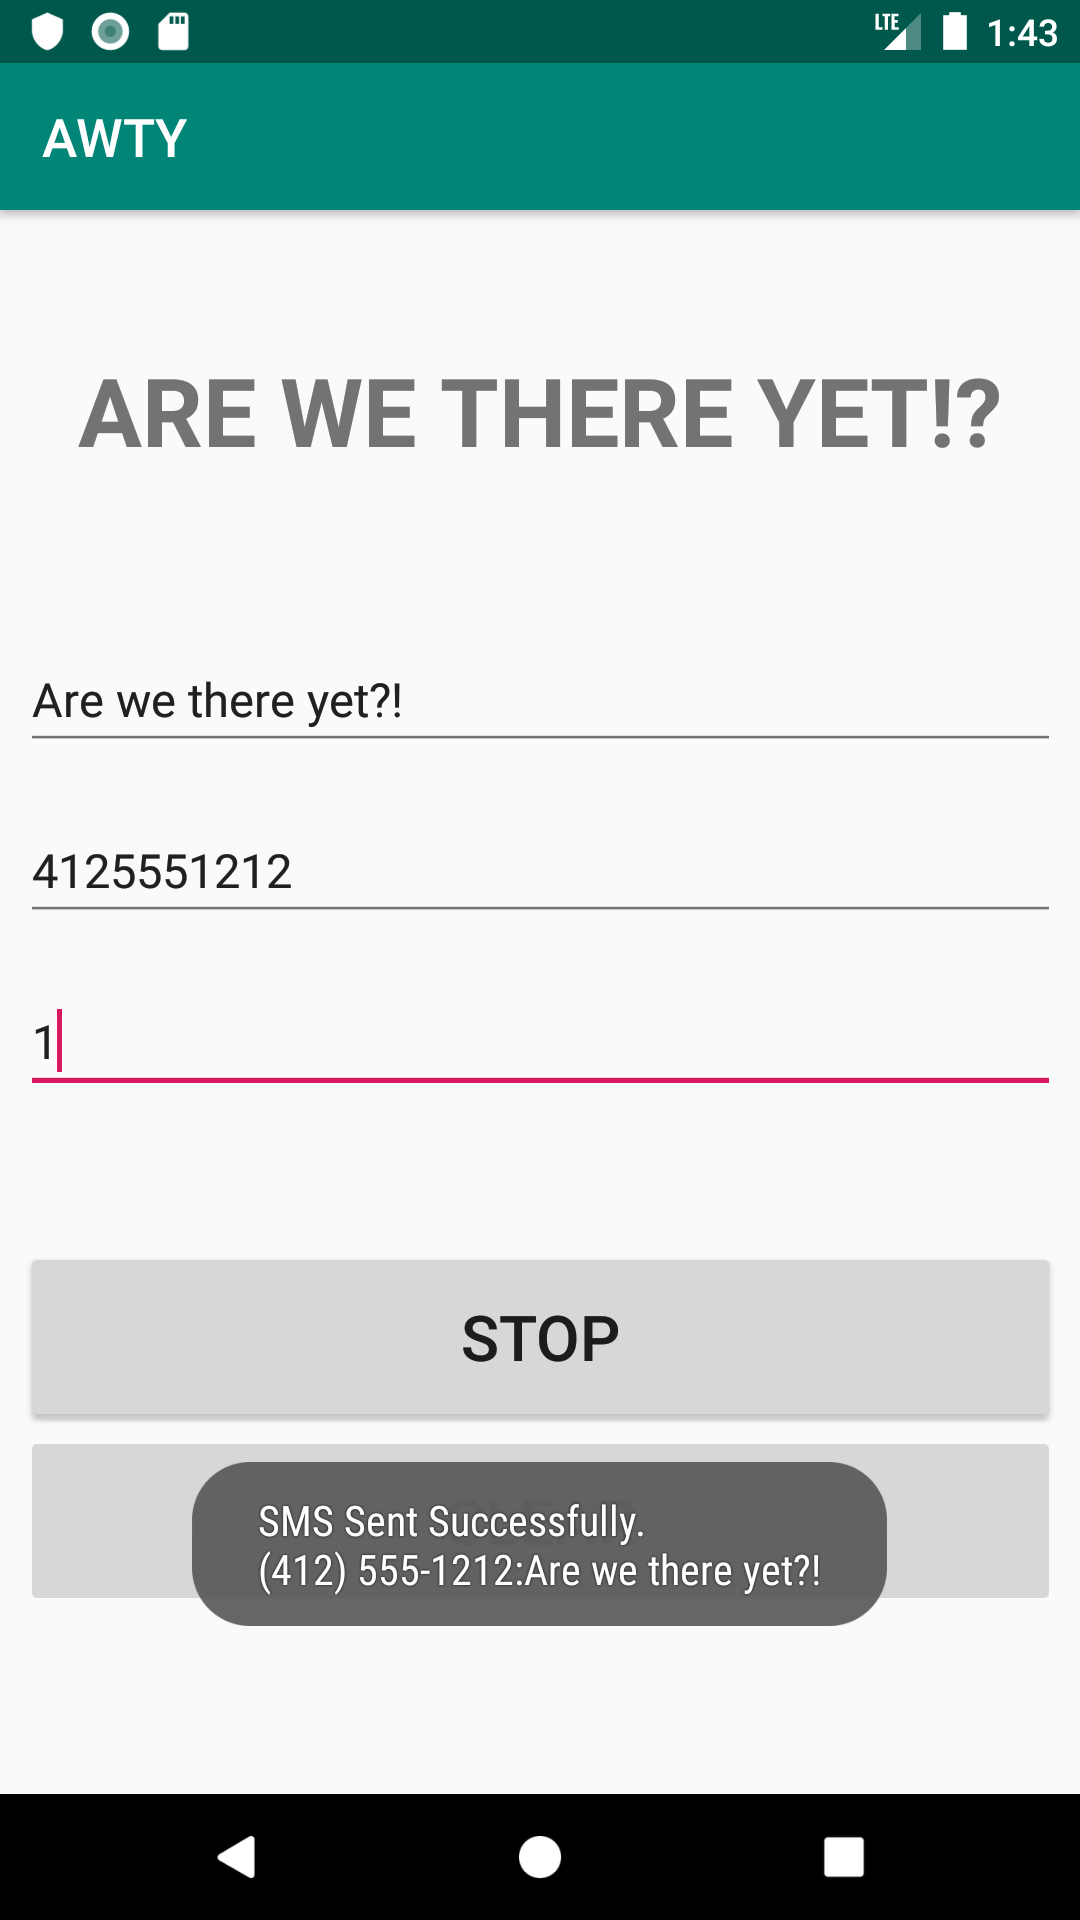 LTE 1:43
AWTY
ARE WE THERE YET!?
Are we there yet?!
4125551212
1
STOP
SMS Sent Successfully.
(412) 555-1212:Are we there yet?!